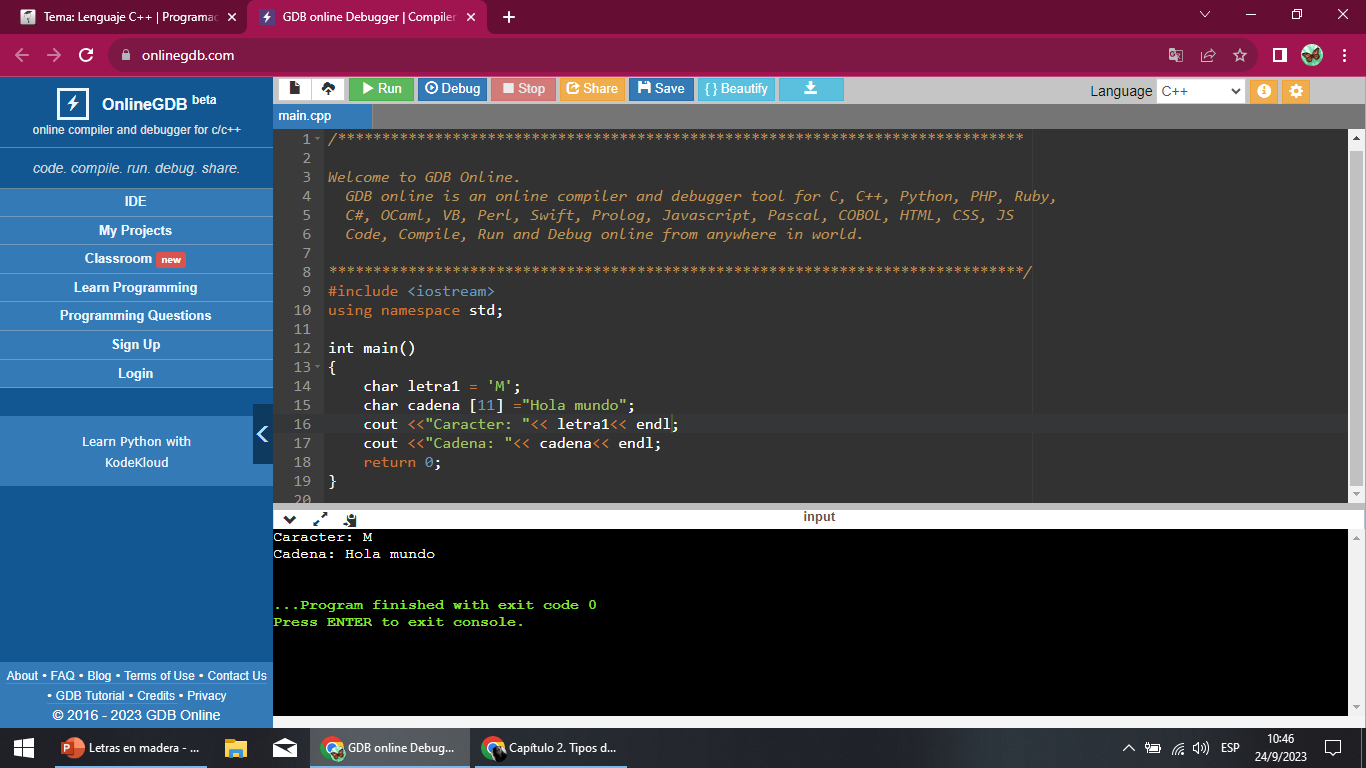 Tema: Lenguaje C++ | Programac
GDB online Debugger | Compiler
onlinegdb.com
OnlineGDB beta
online compiler and debugger for c/c++
code. compile. run. debug. share.
IDE
My Projects
Classroom new
Learn Programming
Programming Questions
Sign Up
Login
Learn Python with
KodeKloud
About • FAQ • Blog • Terms of Use • Contact Us
• GDB Tutorial • Credits • Privacy
© 2016 - 2023 GDB Online
Run Debug Stop Share Save { } Beautify
Language C++
main.cpp
1 /******************************************************************************
2
3 Welcome to GDB Online.
4 GDB online is an online compiler and debugger tool for C, C++, Python, PHP, Ruby,
5 C#, OCaml, VB, Perl, Swift, Prolog, Javascript, Pascal, COBOL, HTML, CSS, JS
6 Code, Compile, Run and Debug online from anywhere in world.
7
8 *******************************************************************************/
9 #include <iostream>
10 using namespace std;
11
12 int main()
13 {
14 char letra1 = 'M';
15 char cadena [11] ="Hola mundo";
16 cout <<"Caracter: "<< letra1<< endl;
17 cout <<"Cadena: "<< cadena<< endl;
18 return 0;
19 }
20
input
Caracter: M
Cadena: Hola mundo
...Program finished with exit code 0
Press ENTER to exit console.
Letras en madera - ...
GDB online Debug...
Capítulo 2. Tipos d...
ESP
10:46
24/9/2023